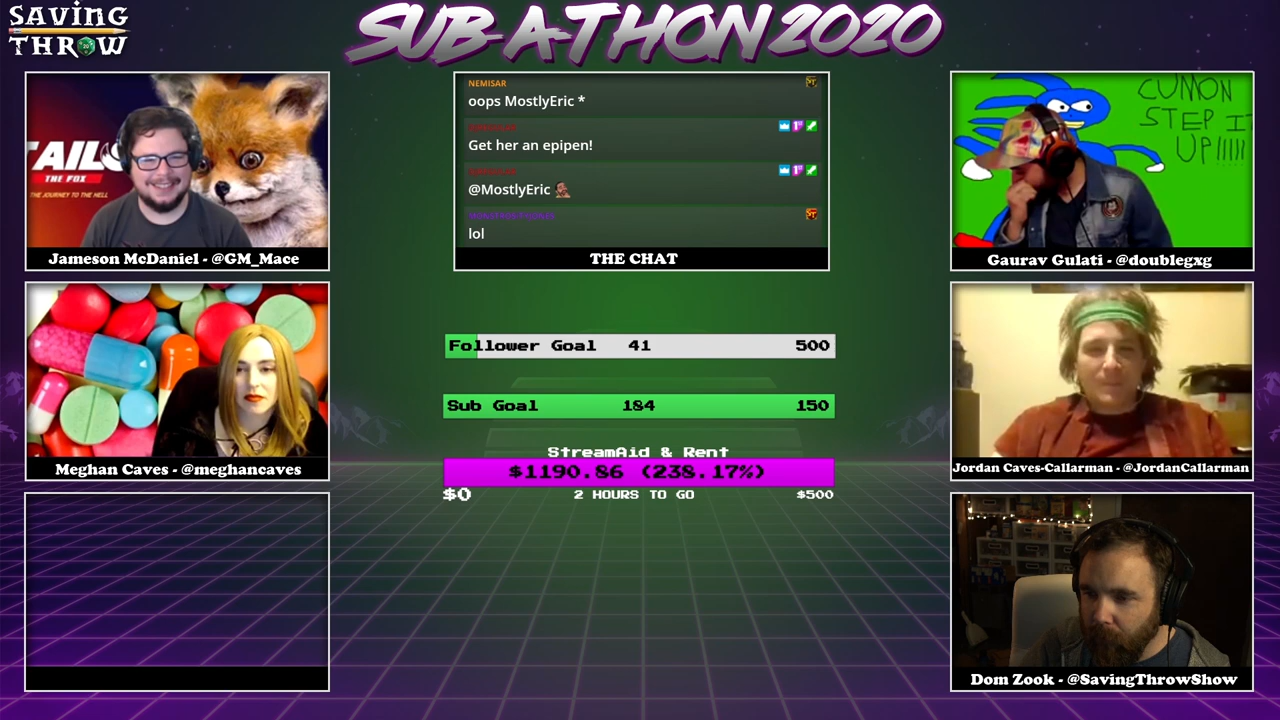 SAVING
THROW
SUB-A-THON 2020
TAILS
THE FOX
THE JOURNEY TO THE HELL
Jameson McDaniel - @GM_Mace
NEMISAR
oops MostlyEric *
Get her an epipen!
@MostlyEric
lol
THE CHAT
CUMON
STEP IT
UP!!!!!
Gaurav Gulati - @doublegxg
Meghan Caves - @meghancaves
Follower Goal 41 500
Sub Goal 184 150
StreamAid & Rent
$1190.86 (238.17%)
$0 2 HOURS TO GO $500
Jordan Caves-Callarman - @JordanCallarman
Dom Zook - @SavingThrowShow